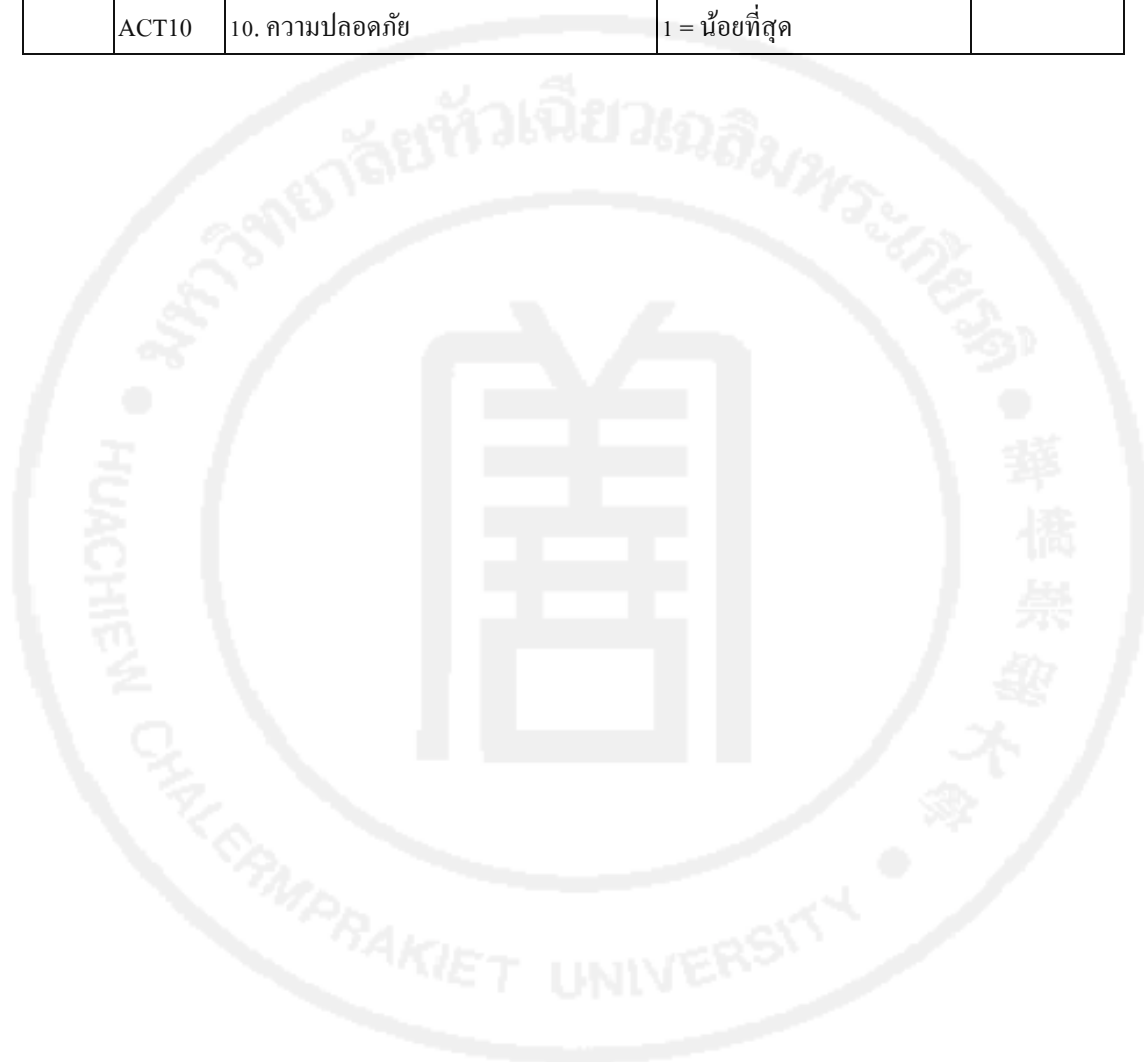 ACT10 10. ความปลอดภัย 1 = น้อยที่สุด
มหาวิทยาลัยหัวเฉียวเฉลิมพระเกียรติ
華僑崇聖大學
HUACHIEW CHALERMPRAKIET UNIVERSITY